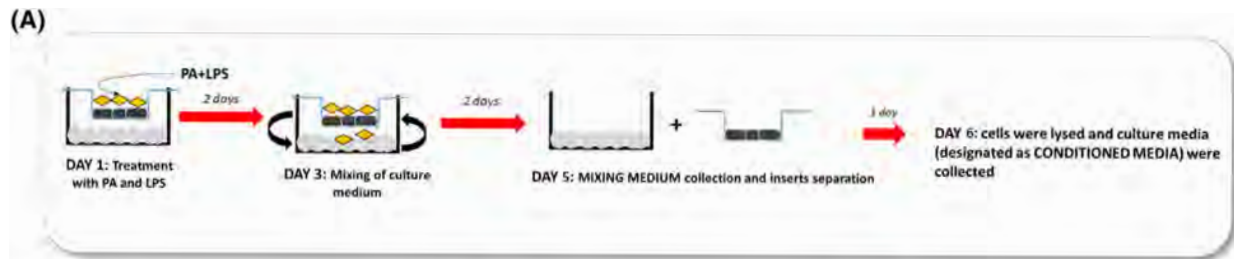 (A)
PA+LPS
2 days
2 days
1 day
DAY 1: Treatment
with PA and LPS
DAY 3: Mixing of culture
medium
+
DAY 5: MIXING MEDIUM collection and inserts separation
DAY 6: cells were lysed and culture media
(designated as CONDITIONED MEDIA) were
collected